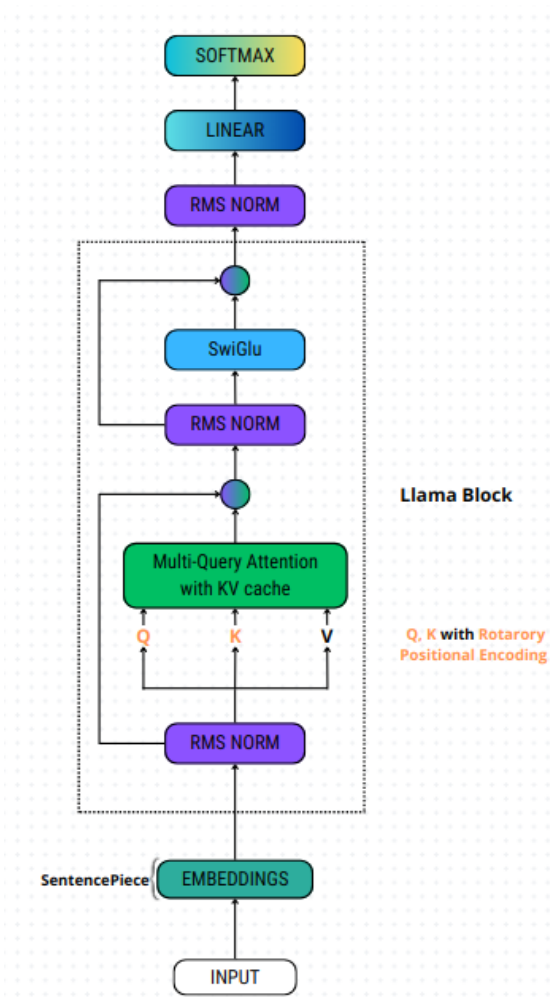 SOFTMAX
LINEAR
RMS NORM
SwiGlu
RMS NORM
Llama Block
Multi-Query Attention
with KV cache
Q K V
Q, K with Rotarory
Positional Encoding
RMS NORM
SentencePiece
EMBEDDINGS
INPUT